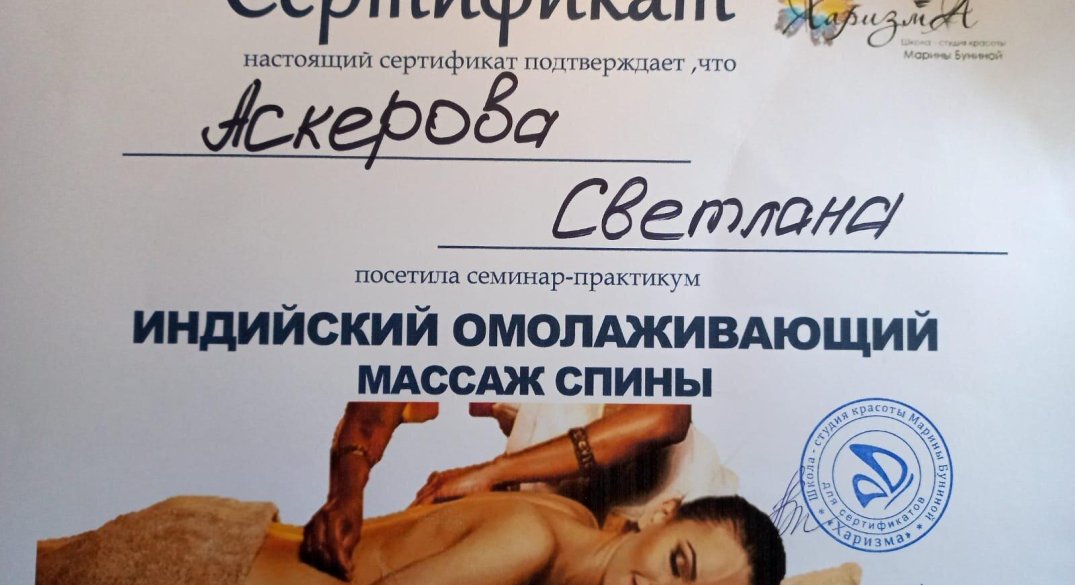 Сертификат
ХаризмА
Школа - студия красоты
Марины Буниной
настоящий сертификат подтверждает ,что
Аскерова
Светлана
посетила семинар-практикум
ИНДИЙСКИЙ ОМОЛАЖИВАЮЩИЙ
МАССАЖ СПИНЫ
Школа - студия красоты Марины Буниной
для сертификатов
"Харизма"